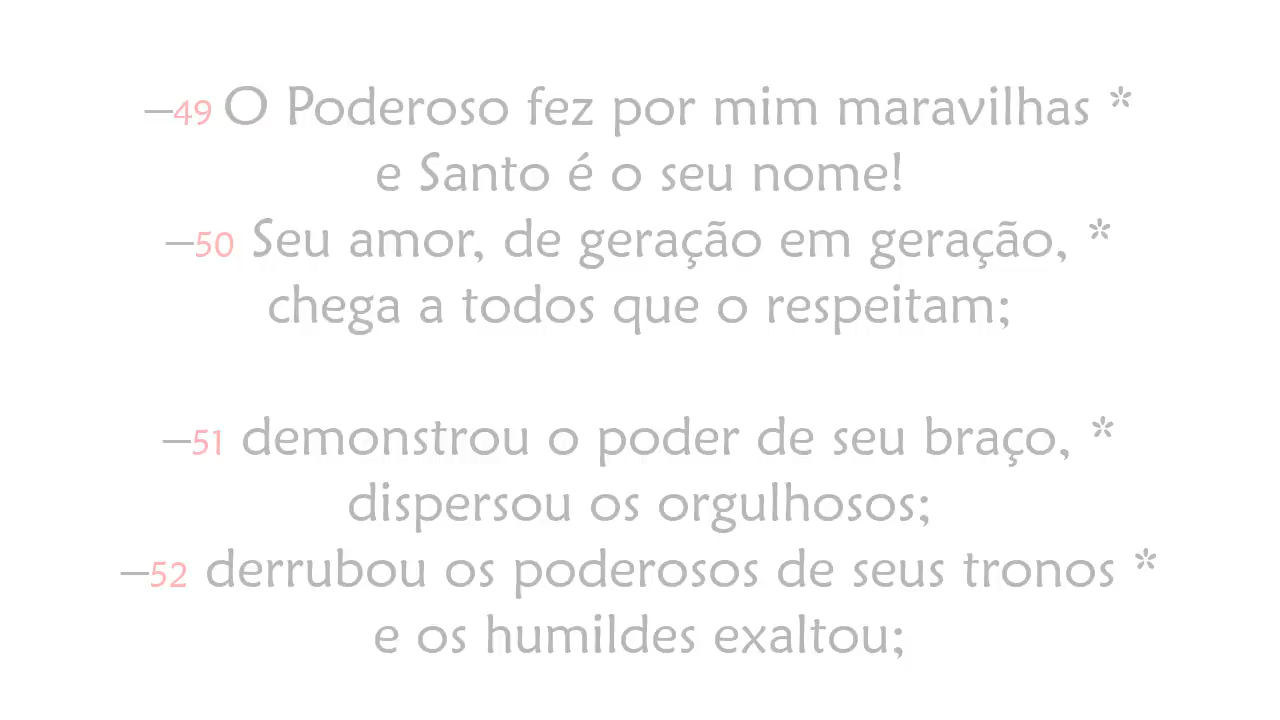 –49 O Poderoso fez por mim maravilhas *
e Santo é o seu nome!
–50 Seu amor, de geração em geração, *
chega a todos que o respeitam;
–51 demonstrou o poder de seu braço, *
dispersou os orgulhosos;
–52 derrubou os poderosos de seus tronos *
e os humildes exaltou;